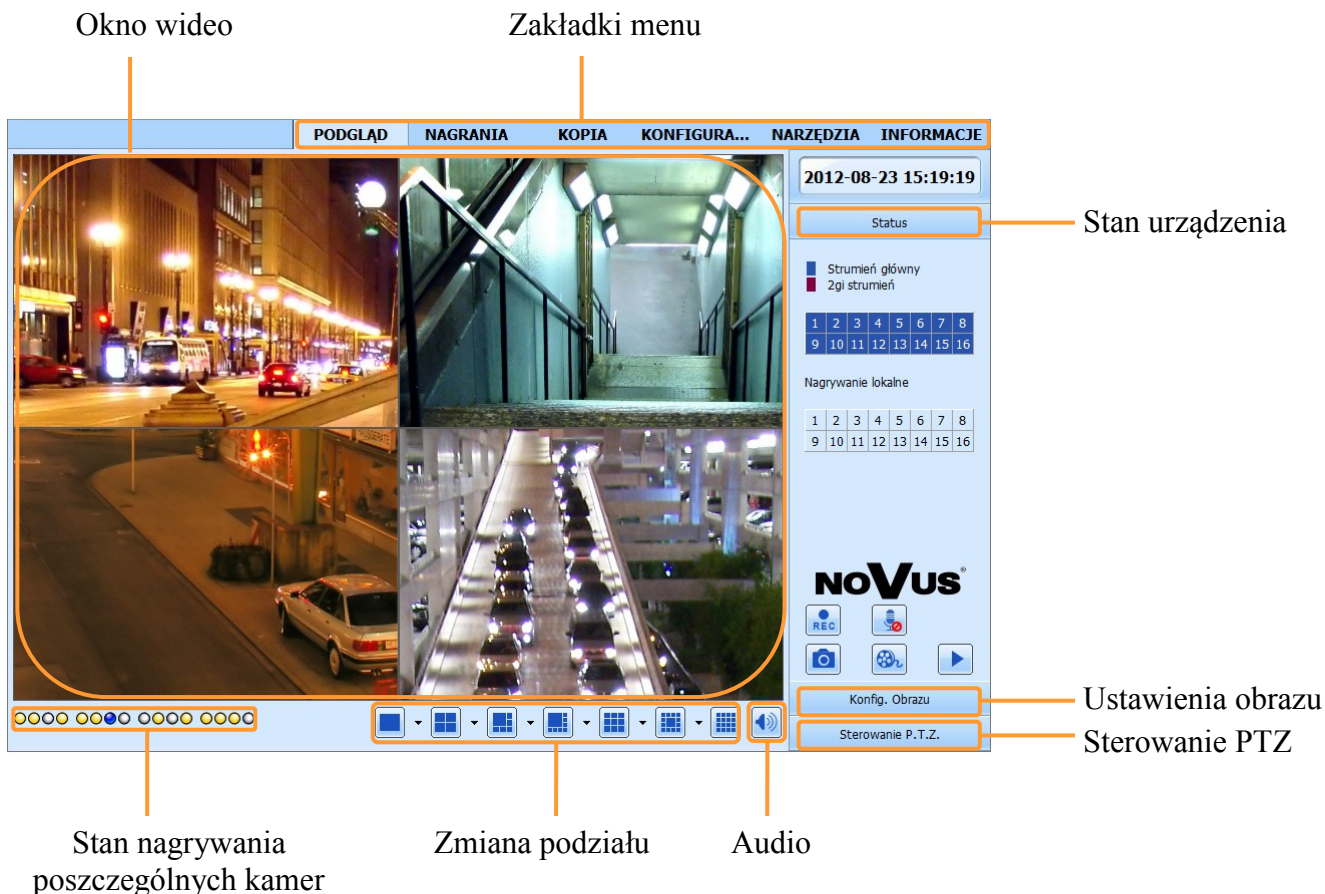 Okno wideo
Zakładki menu
PODGLĄD NAGRANIA KOPIA KONFIGURA... NARZĘDZIA INFORMACJE
2012-08-23 15:19:19
Status
Stan urządzenia
Strumień główny
2gi strumień
1 2 3 4 5 6 7 8
9 10 11 12 13 14 15 16
Nagrywanie lokalne
1 2 3 4 5 6 7 8
9 10 11 12 13 14 15 16
NOVUS®
REC
Konfig. Obrazu
Ustawienia obrazu
Sterowanie P.T.Z.
Sterowanie PTZ
Stan nagrywania
poszczególnych kamer
Zmiana podziału
Audio